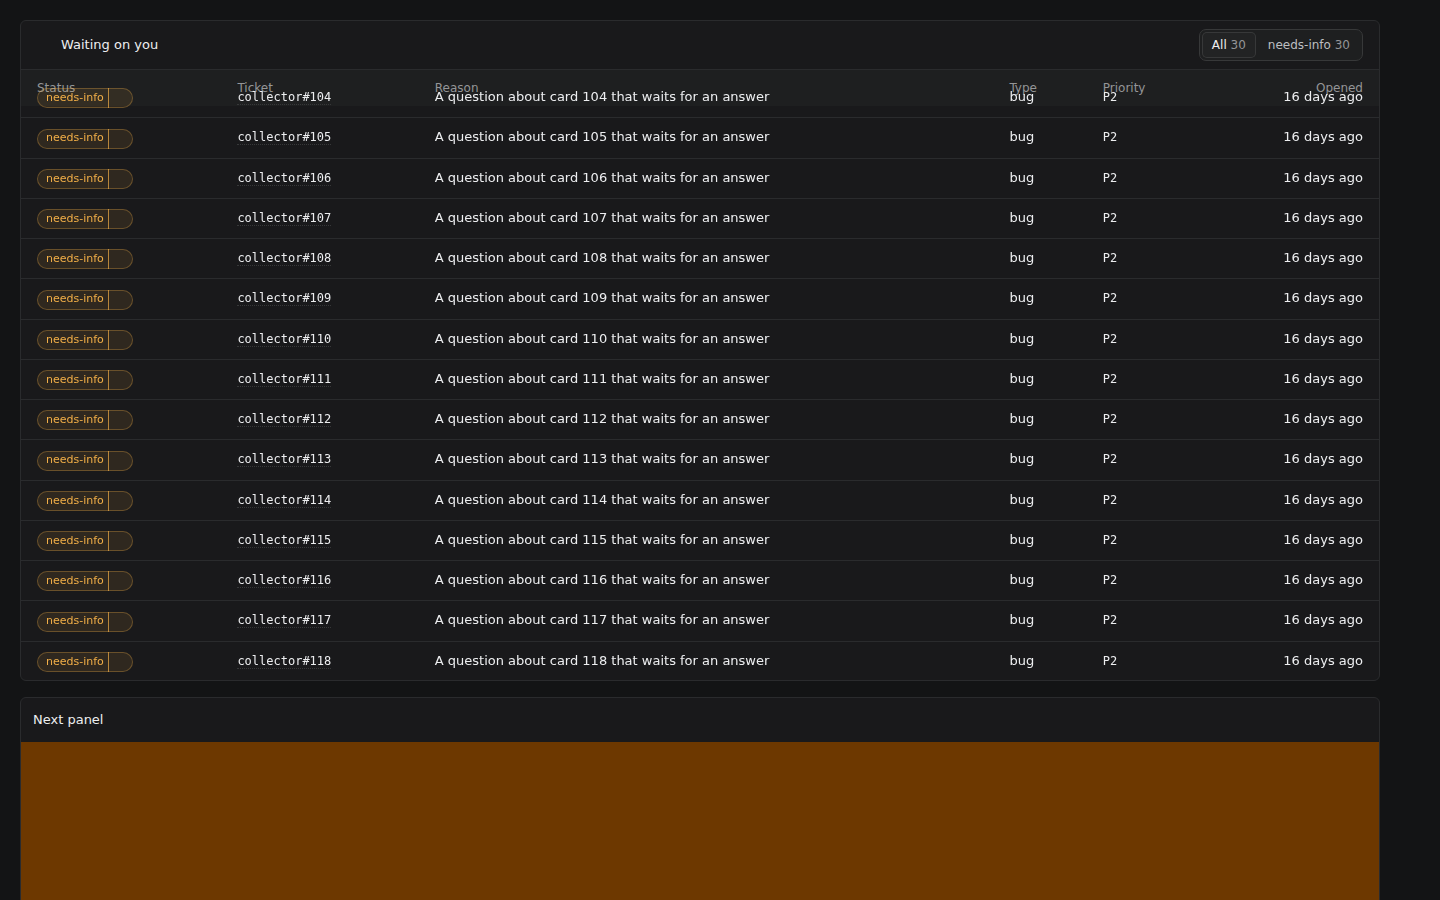 Waiting on you All 30 needs-info 30
Status Ticket Reason Type Priority Opened
needs-info collector#104 A question about card 104 that waits for an answer bug P2 16 days ago
needs-info collector#105 A question about card 105 that waits for an answer bug P2 16 days ago
needs-info collector#106 A question about card 106 that waits for an answer bug P2 16 days ago
needs-info collector#107 A question about card 107 that waits for an answer bug P2 16 days ago
needs-info collector#108 A question about card 108 that waits for an answer bug P2 16 days ago
needs-info collector#109 A question about card 109 that waits for an answer bug P2 16 days ago
needs-info collector#110 A question about card 110 that waits for an answer bug P2 16 days ago
needs-info collector#111 A question about card 111 that waits for an answer bug P2 16 days ago
needs-info collector#112 A question about card 112 that waits for an answer bug P2 16 days ago
needs-info collector#113 A question about card 113 that waits for an answer bug P2 16 days ago
needs-info collector#114 A question about card 114 that waits for an answer bug P2 16 days ago
needs-info collector#115 A question about card 115 that waits for an answer bug P2 16 days ago
needs-info collector#116 A question about card 116 that waits for an answer bug P2 16 days ago
needs-info collector#117 A question about card 117 that waits for an answer bug P2 16 days ago
needs-info collector#118 A question about card 118 that waits for an answer bug P2 16 days ago
Next panel